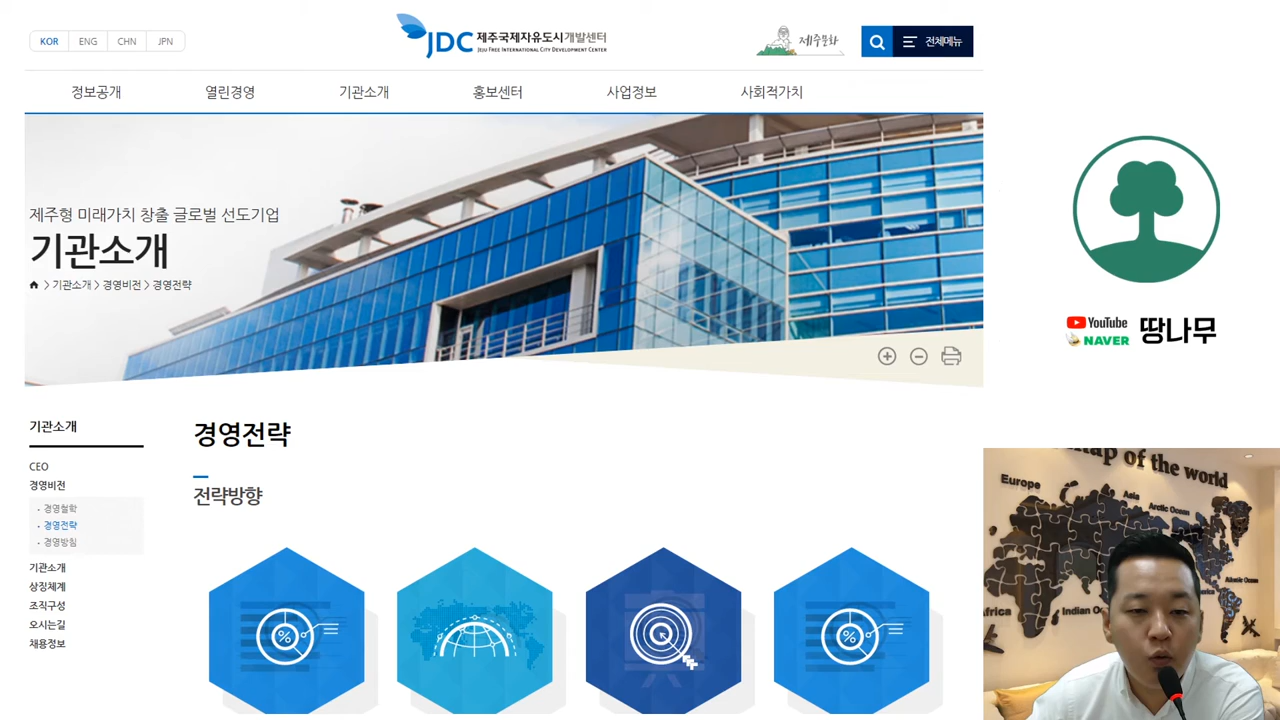 KOR ENG CHN JPN
JDC 제주국제자유도시개발센터
JEJU FREE INTERNATIONAL CITY DEVELOPMENT CENTER
제주문화
전체메뉴
정보공개 열린경영 기관소개 홍보센터 사업정보 사회적가치
제주형 미래가치 창출 글로벌 선도기업
기관소개
> 기관소개 > 경영비전 > 경영전략
YouTube
NAVER
땅나무
기관소개
CEO
경영비전
· 경영철학
· 경영전략
· 경영방침
기관소개
상징체계
조직구성
오시는길
채용정보
경영전략
전략방향
%
%
map of the world
Europe
Asia
Arctic Ocean
Africa
Indian Oc
Atlantic Ocean